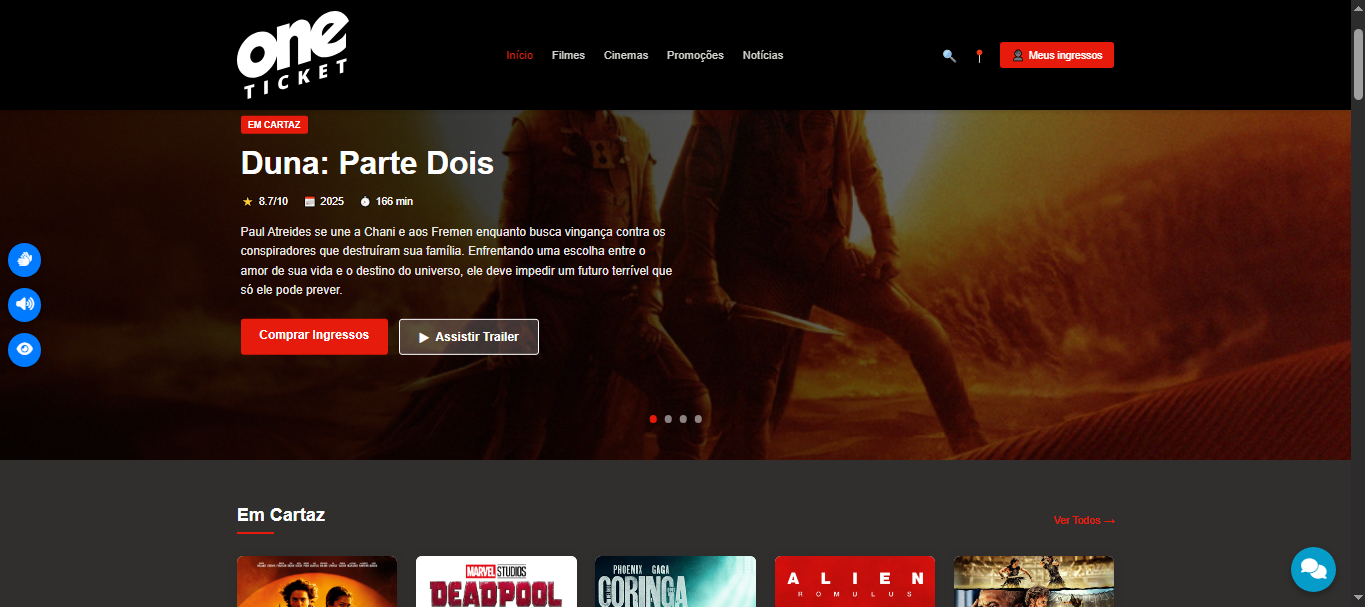 one
TICKET
Início Filmes Cinemas Promoções Notícias
Meus ingressos
EM CARTAZ
Duna: Parte Dois
8.7/10 2025 166 min
Paul Atreides se une a Chani e aos Fremen enquanto busca vingança contra os
conspiradores que destruíram sua família. Enfrentando uma escolha entre o
amor de sua vida e o destino do universo, ele deve impedir um futuro terrível que
só ele pode prever.
Comprar Ingressos
Assistir Trailer
Em Cartaz
Ver Todos →
MARVEL STUDIOS
DEADPOOL
PHOENIX GAGA
CORINGA
ALIEN
ROMULUS